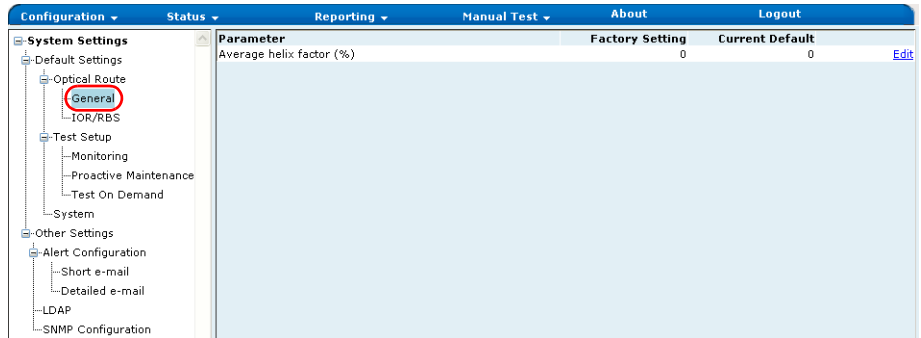 Configuration Status Reporting Manual Test About Logout
System Settings
Default Settings
Optical Route
General
IOR/RBS
Test Setup
Monitoring
Proactive Maintenance
Test On Demand
System
Other Settings
Alert Configuration
Short e-mail
Detailed e-mail
LDAP
SNMP Configuration
Parameter Factory Setting Current Default
Average helix factor (%) 0 0 Edit